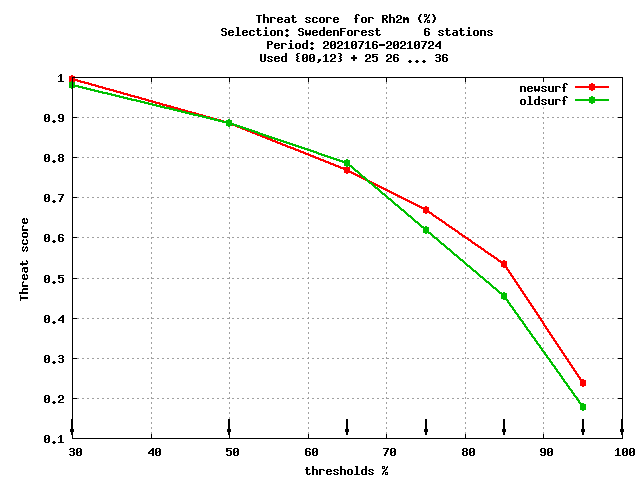 Threat score  for Rh2m (%)
Selection: SwedenForest      6 stations
Period: 20210716-20210724
Used {00,12} + 25 26 ... 36
newsurf
oldsurf
1
0.9
0.8
0.7
0.6
0.5
0.4
0.3
0.2
0.1
Threat score
30 40 50 60 70 80 90 100
thresholds %